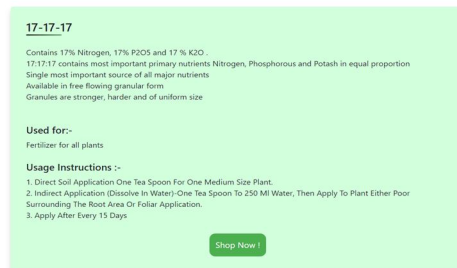 17-17-17
Contains 17% Nitrogen, 17% P2O5 and 17 % K2O .
17:17:17 contains most important primary nutrients Nitrogen, Phosphorous and Potash in equal proportion
Single most important source of all major nutrients
Available in free flowing granular form
Granules are stronger, harder and of uniform size
Used for:-
Fertilizer for all plants
Usage Instructions :-
1. Direct Soil Application One Tea Spoon For One Medium Size Plant.
2. Indirect Application (Dissolve In Water)-One Tea Spoon To 250 Ml Water, Then Apply To Plant Either Poor
Surrounding The Root Area Or Foliar Application.
3. Apply After Every 15 Days
Shop Now !